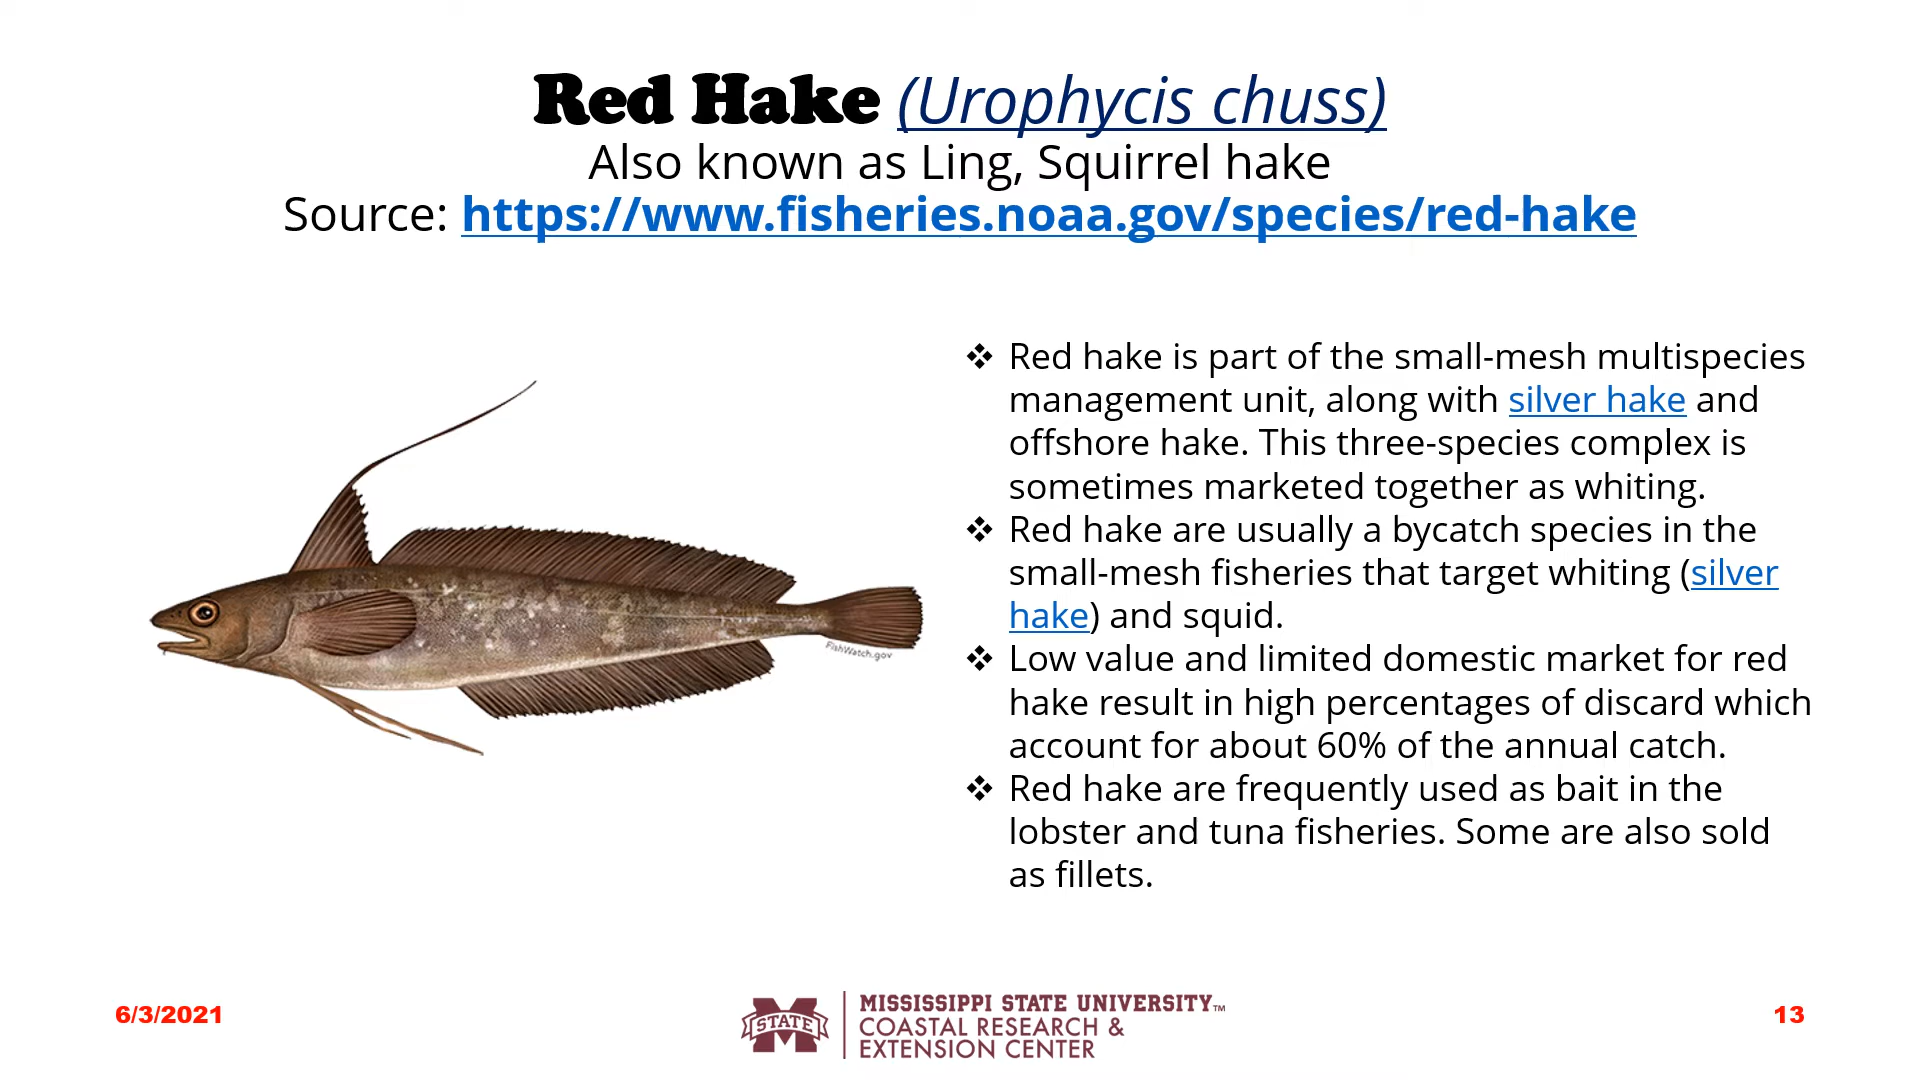 Red Hake (Urophycis chuss)
Also known as Ling, Squirrel hake
Source: https://www.fisheries.noaa.gov/species/red-hake
❖ Red hake is part of the small-mesh multispecies
management unit, along with silver hake and
offshore hake. This three-species complex is
sometimes marketed together as whiting.
❖ Red hake are usually a bycatch species in the
small-mesh fisheries that target whiting (silver
hake) and squid.
❖ Low value and limited domestic market for red
hake result in high percentages of discard which
account for about 60% of the annual catch.
❖ Red hake are frequently used as bait in the
lobster and tuna fisheries. Some are also sold
as fillets.
FishWatch.gov
6/3/2021
STATE
MISSISSIPPI STATE UNIVERSITY™
COASTAL RESEARCH &
EXTENSION CENTER
13